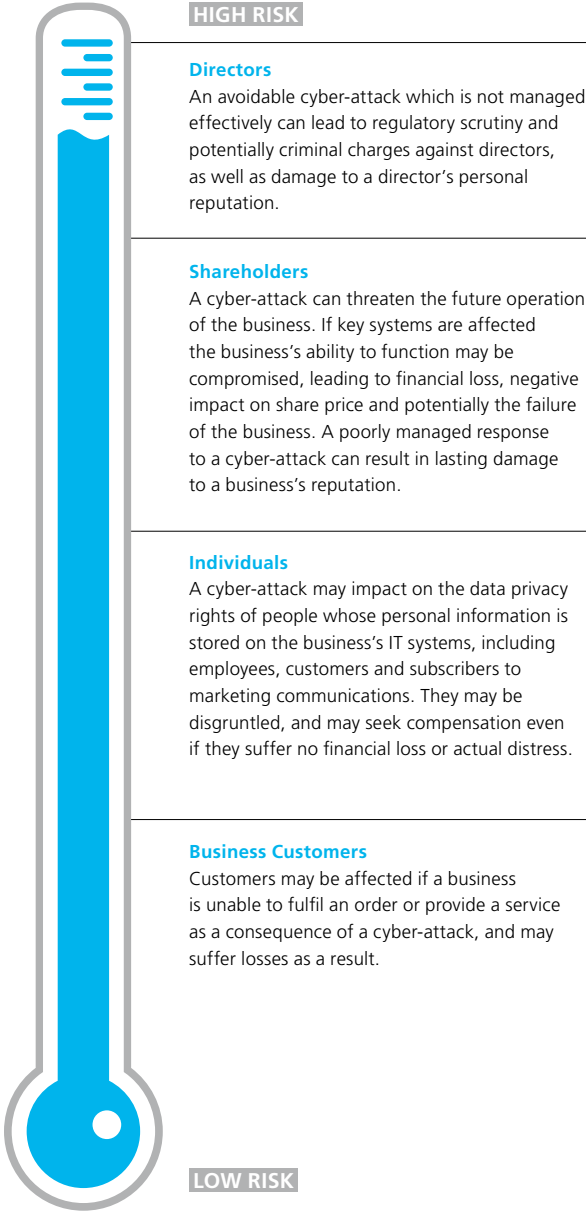 HIGH RISK
Directors
An avoidable cyber-attack which is not managed
effectively can lead to regulatory scrutiny and
potentially criminal charges against directors,
as well as damage to a director’s personal
reputation.
Shareholders
A cyber-attack can threaten the future operation
of the business. If key systems are affected
the business’s ability to function may be
compromised, leading to financial loss, negative
impact on share price and potentially the failure
of the business. A poorly managed response
to a cyber-attack can result in lasting damage
to a business’s reputation.
Individuals
A cyber-attack may impact on the data privacy
rights of people whose personal information is
stored on the business’s IT systems, including
employees, customers and subscribers to
marketing communications. They may be
disgruntled, and may seek compensation even
if they suffer no financial loss or actual distress.
Business Customers
Customers may be affected if a business
is unable to fulfil an order or provide a service
as a consequence of a cyber-attack, and may
suffer losses as a result.
LOW RISK